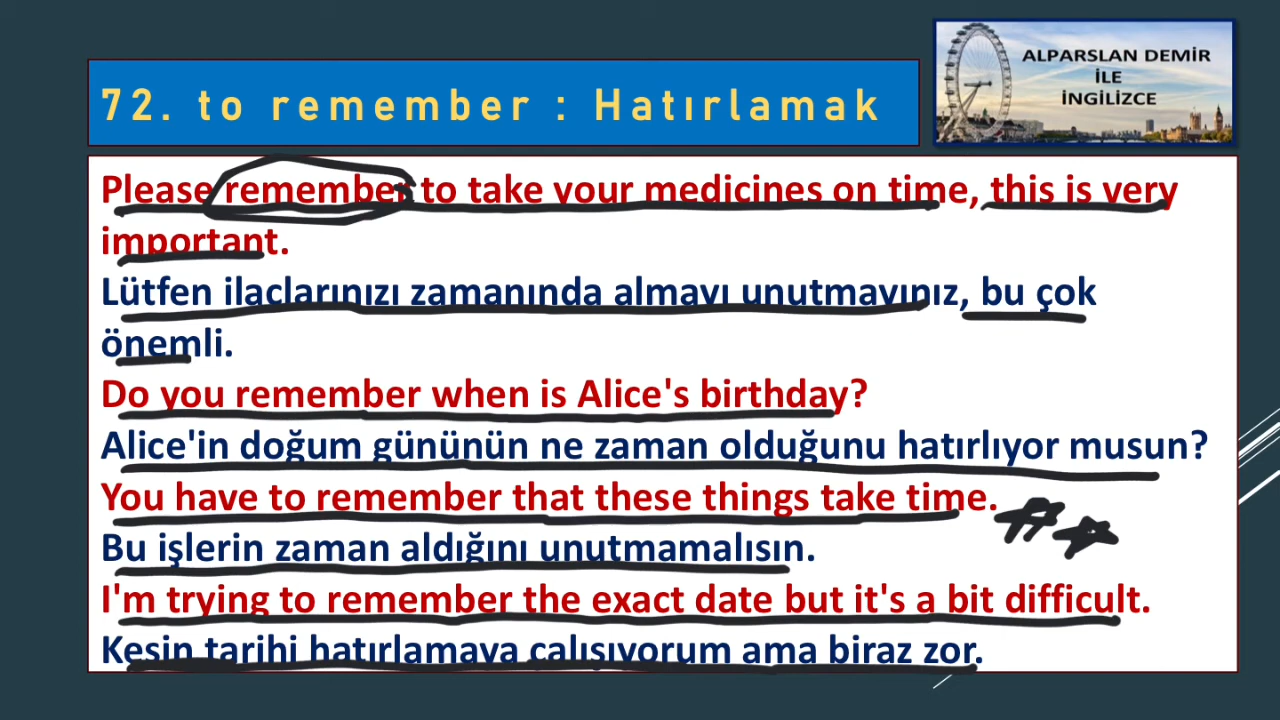 72. to remember : Hatırlamak
ALPARSLAN DEMİR
İLE
İNGİLİZCE
Please remember to take your medicines on time, this is very
important.
Lütfen ilaçlarınızı zamanında almayı unutmayınız, bu çok
önemli.
Do you remember when is Alice's birthday?
Alice'in doğum gününün ne zaman olduğunu hatırlıyor musun?
You have to remember that these things take time.
Bu işlerin zaman aldığını unutmamalısın.
I'm trying to remember the exact date but it's a bit difficult.
Kesin tarihi hatırlamaya çalışıyorum ama biraz zor.